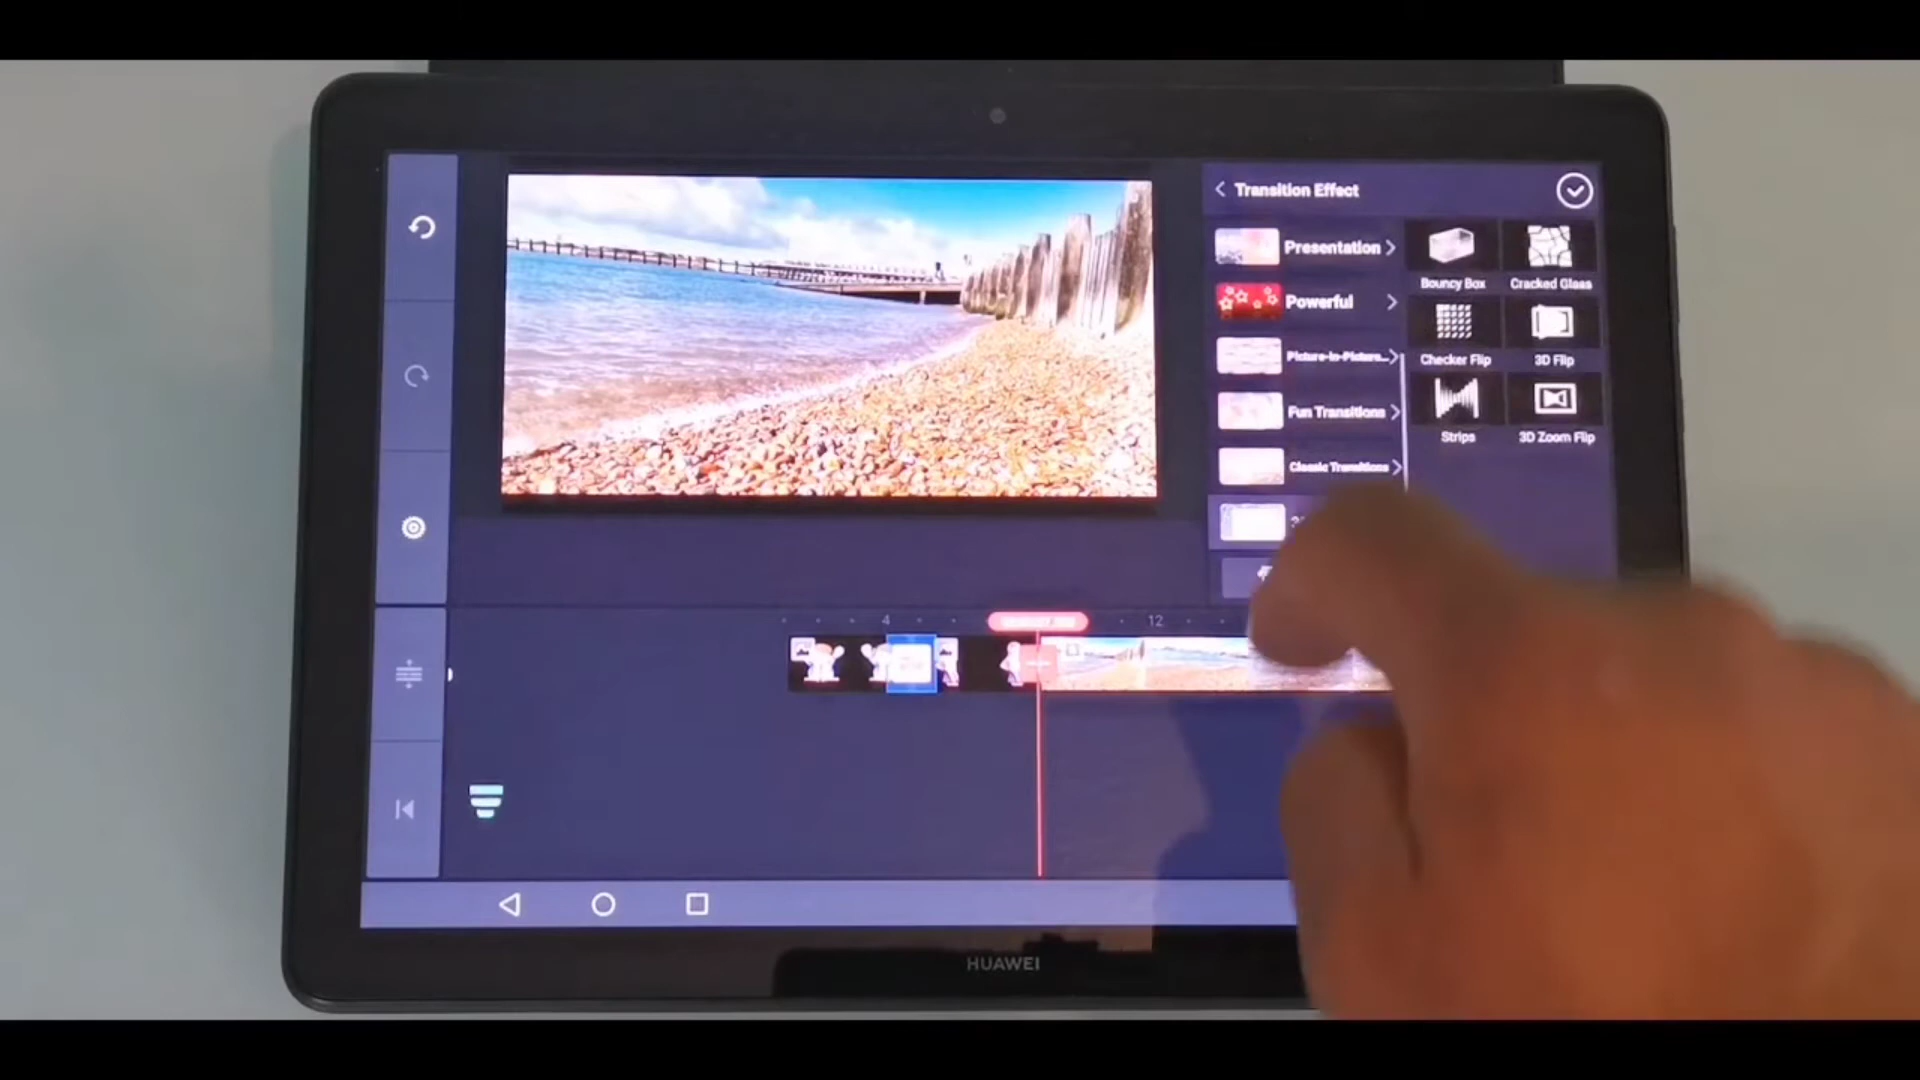 Transition Effect
Presentation
Bouncy Box
Cracked Glass
Powerful
Checker Flip
3D Flip
Picture-in-Picture...
Fun Transitions
Strips
3D Zoom Flip
Classic Transitions
4
12
HUAWEI